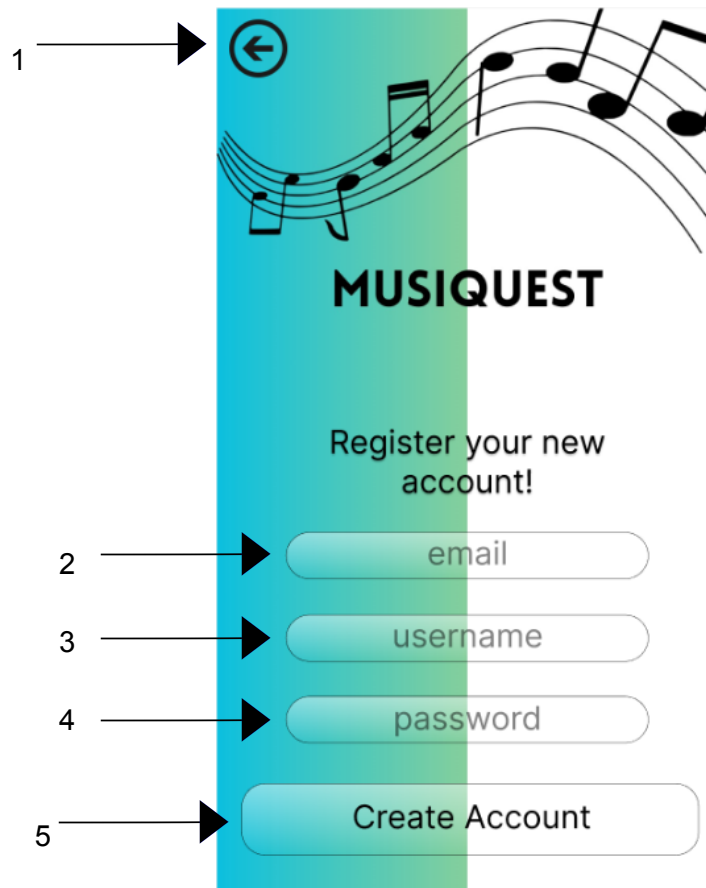 1
MUSIQUEST
Register your new
account!
2
email
3
username
4
password
5
Create Account